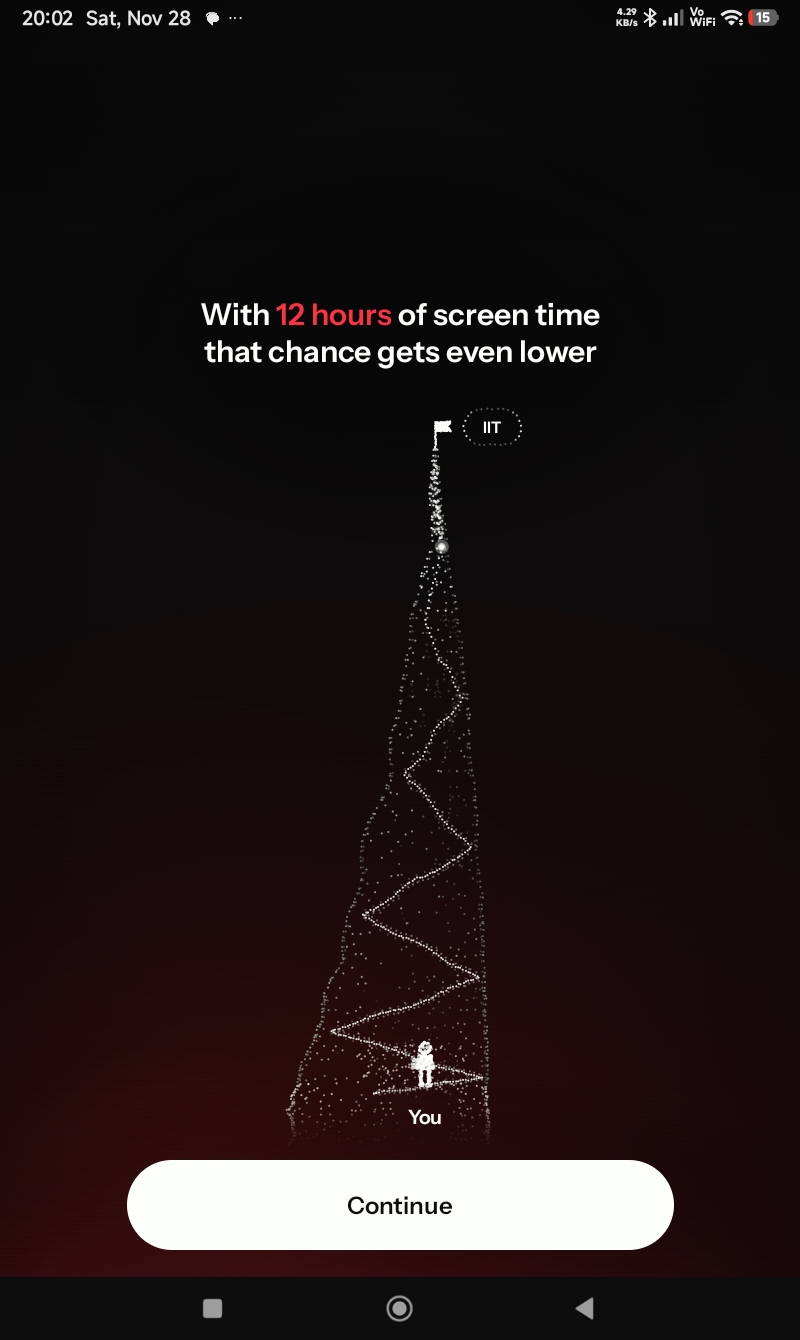 20:02 Sat, Nov 28 ...
4.29
KB/s
Vo
WiFi
15
With 12 hours of screen time
that chance gets even lower
IIT
You
Continue